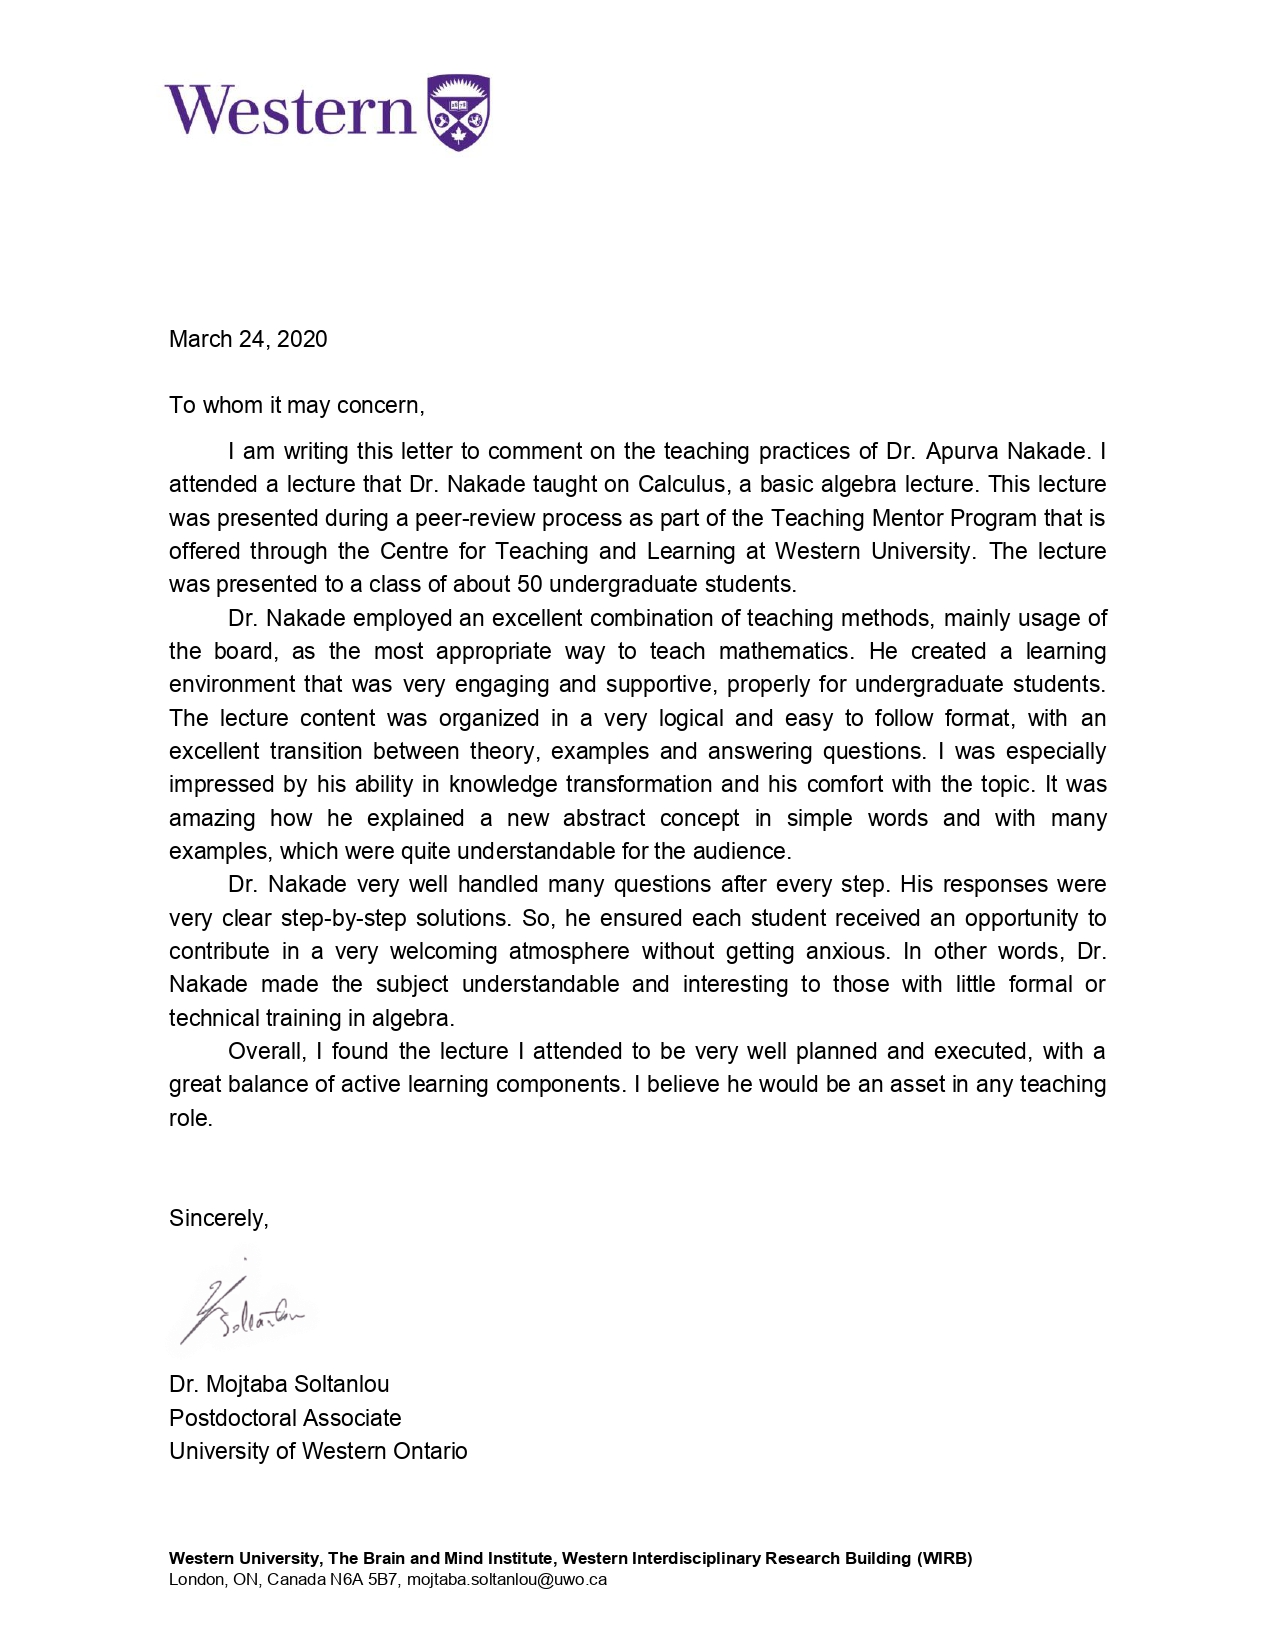 Western
March 24, 2020
To whom it may concern,
I am writing this letter to comment on the teaching practices of Dr. Apurva Nakade. I
attended a lecture that Dr. Nakade taught on Calculus, a basic algebra lecture. This lecture
was presented during a peer-review process as part of the Teaching Mentor Program that is
offered through the Centre for Teaching and Learning at Western University. The lecture
was presented to a class of about 50 undergraduate students.
Dr. Nakade employed an excellent combination of teaching methods, mainly usage of
the board, as the most appropriate way to teach mathematics. He created a learning
environment that was very engaging and supportive, properly for undergraduate students.
The lecture content was organized in a very logical and easy to follow format, with an
excellent transition between theory, examples and answering questions. I was especially
impressed by his ability in knowledge transformation and his comfort with the topic. It was
amazing how he explained a new abstract concept in simple words and with many
examples, which were quite understandable for the audience.
Dr. Nakade very well handled many questions after every step. His responses were
very clear step-by-step solutions. So, he ensured each student received an opportunity to
contribute in a very welcoming atmosphere without getting anxious. In other words, Dr.
Nakade made the subject understandable and interesting to those with little formal or
technical training in algebra.
Overall, I found the lecture I attended to be very well planned and executed, with a
great balance of active learning components. I believe he would be an asset in any teaching
role.
Sincerely,
Soltanlou
Dr. Mojtaba Soltanlou
Postdoctoral Associate
University of Western Ontario
Western University, The Brain and Mind Institute, Western Interdisciplinary Research Building (WIRB)
London, ON, Canada N6A 5B7, mojtaba.soltanlou@uwo.ca